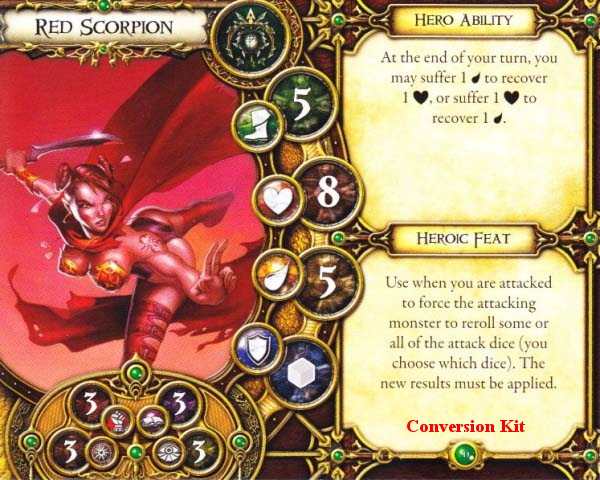 RED SCORPION
5
8
5
3 3
3 3
HERO ABILITY
At the end of your turn, you
may suffer 1 to recover
1 , or suffer 1 to
recover 1 .
HEROIC FEAT
Use when you are attacked
to force the attacking
monster to reroll some or
all of the attack dice (you
choose which dice). The
new results must be applied.
Conversion Kit